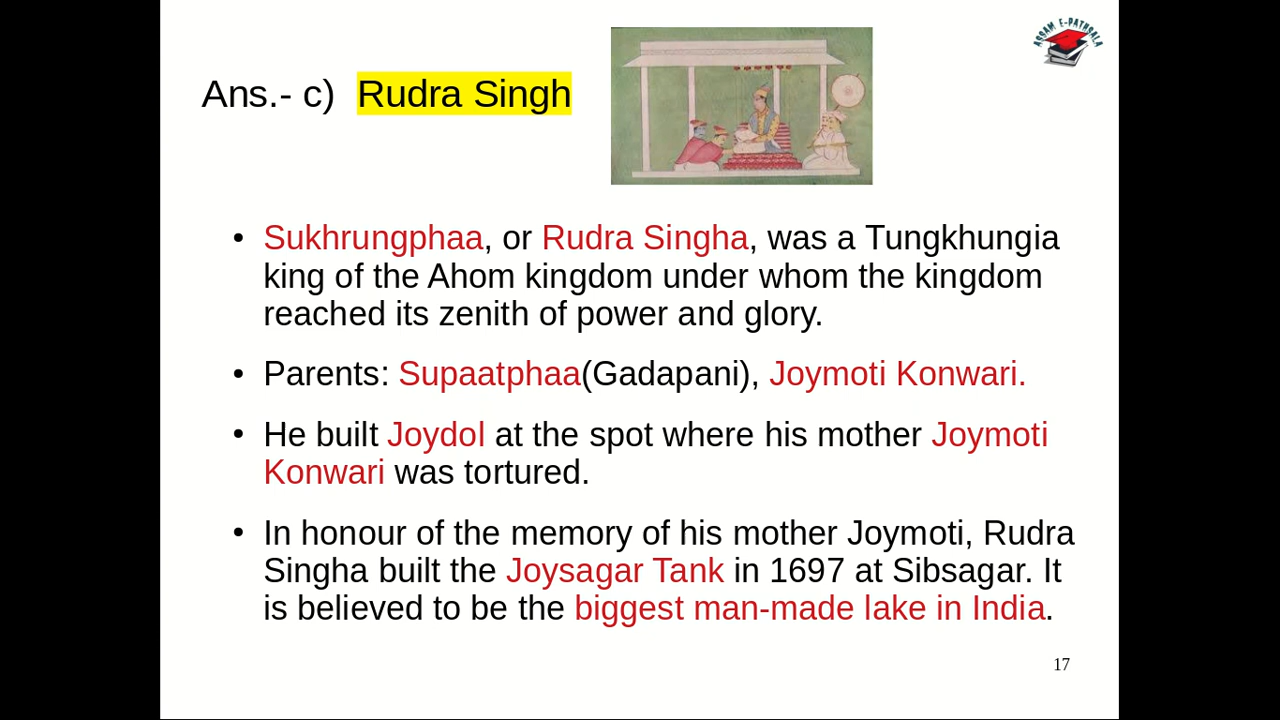 ASSAM E-PATHSALA
Ans.- c) Rudra Singh
• Sukhrungphaa, or Rudra Singha, was a Tungkhungia
king of the Ahom kingdom under whom the kingdom
reached its zenith of power and glory.
• Parents: Supaatphaa(Gadapani), Joymoti Konwari.
• He built Joydol at the spot where his mother Joymoti
Konwari was tortured.
• In honour of the memory of his mother Joymoti, Rudra
Singha built the Joysagar Tank in 1697 at Sibsagar. It
is believed to be the biggest man-made lake in India.
17